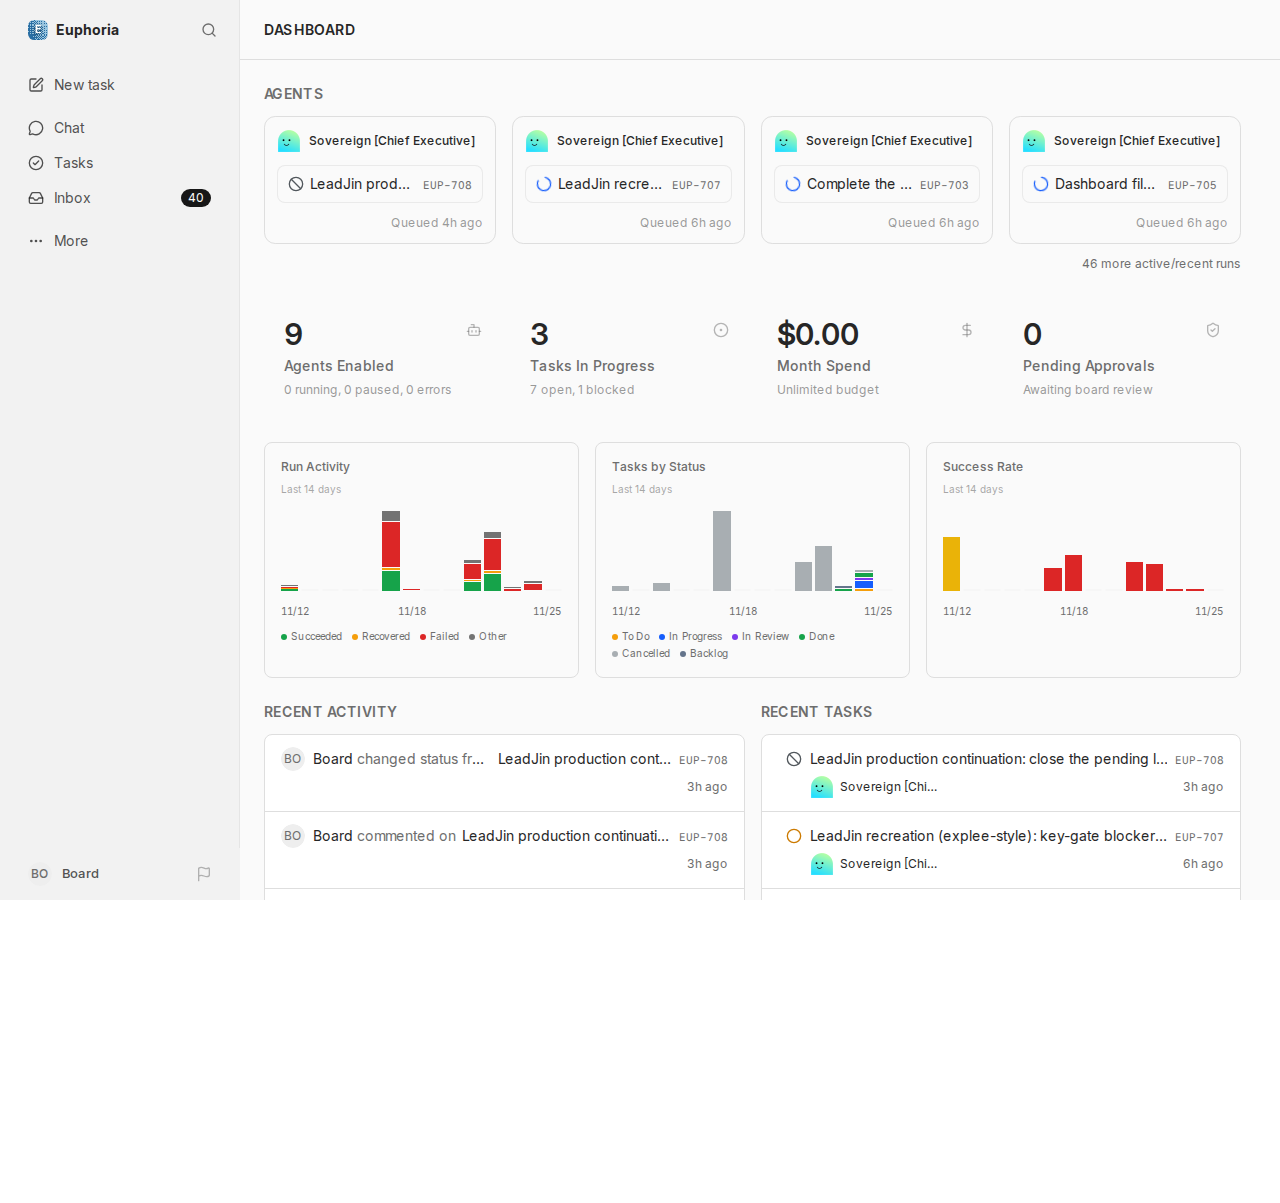 Euphoria
New task
Chat
Tasks
Inbox 40
More
BO Board
DASHBOARD
AGENTS
Sovereign [Chief Executive]
LeadJin prod... EUP-708
Queued 4h ago
Sovereign [Chief Executive]
LeadJin recre... EUP-707
Queued 6h ago
Sovereign [Chief Executive]
Complete the ... EUP-703
Queued 6h ago
Sovereign [Chief Executive]
Dashboard fil... EUP-705
Queued 6h ago
46 more active/recent runs
9
Agents Enabled
0 running, 0 paused, 0 errors
3
Tasks In Progress
7 open, 1 blocked
$0.00
Month Spend
Unlimited budget
0
Pending Approvals
Awaiting board review
Run Activity
Last 14 days
11/12 11/18 11/25
Succeeded Recovered Failed Other
Tasks by Status
Last 14 days
11/12 11/18 11/25
To Do In Progress In Review Done
Cancelled Backlog
Success Rate
Last 14 days
11/12 11/18 11/25
RECENT ACTIVITY
BO Board changed status fr... LeadJin production cont... EUP-708
3h ago
BO Board commented on LeadJin production continuati... EUP-708
3h ago
RECENT TASKS
LeadJin production continuation: close the pending l... EUP-708
Sovereign [Chi... 3h ago
LeadJin recreation (explee-style): key-gate blocker... EUP-707
Sovereign [Chi... 6h ago